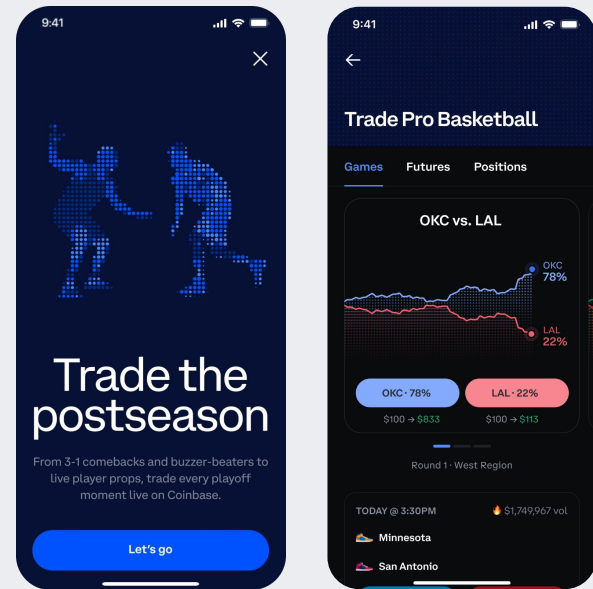 9:41
Trade the
postseason
From 3-1 comebacks and buzzer-beaters to
live player props, trade every playoff
moment live on Coinbase.
Let's go
9:41
Trade Pro Basketball
Games Futures Positions
OKC vs. LAL
OKC
78%
LAL
22%
OKC · 78% LAL · 22%
$100 → $833 $100 → $113
Round 1 · West Region
TODAY @ 3:30PM $1,749,967 vol.
Minnesota
San Antonio